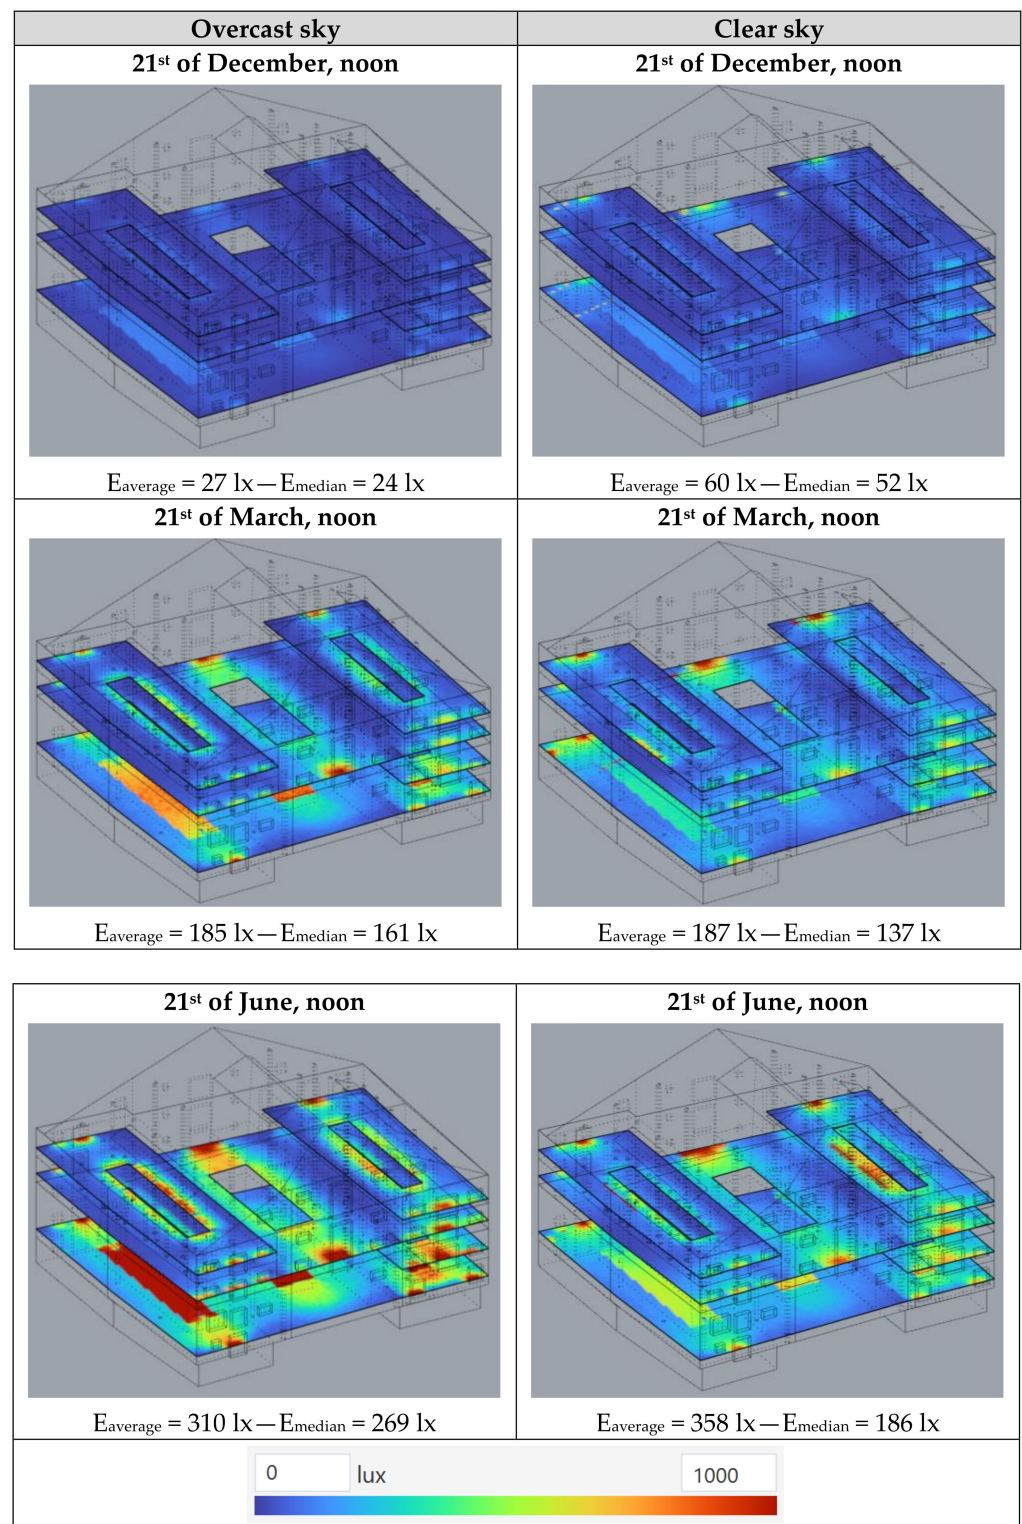 Overcast sky
Clear sky
21st of December, noon
21st of December, noon
Eaverage = 27 lx—Emedian = 24 lx
Eaverage = 60 lx—Emedian = 52 lx
21st of March, noon
21st of March, noon
Eaverage = 185 lx—Emedian = 161 lx
Eaverage = 187 lx—Emedian = 137 lx
21st of June, noon
21st of June, noon
Eaverage = 310 lx—Emedian = 269 lx
Eaverage = 358 lx—Emedian = 186 lx
0 lux 1000